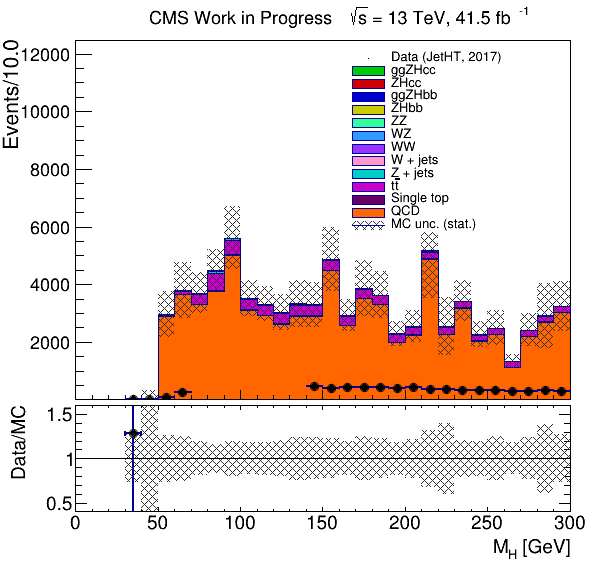 CMS Work in Progress √s = 13 TeV, 41.5 fb⁻¹
Events/10.0
12000
10000
8000
6000
4000
2000
Data (JetHT, 2017)
ggZHcc
ZHcc
ggZHbb
ZHbb
ZZ
WZ
WW
W + jets
Z + jets
tt̅
Single top
QCD
MC unc. (stat.)
Data/MC
1.5
1
0.5
0 50 100 150 200 250 300
M_H [GeV]